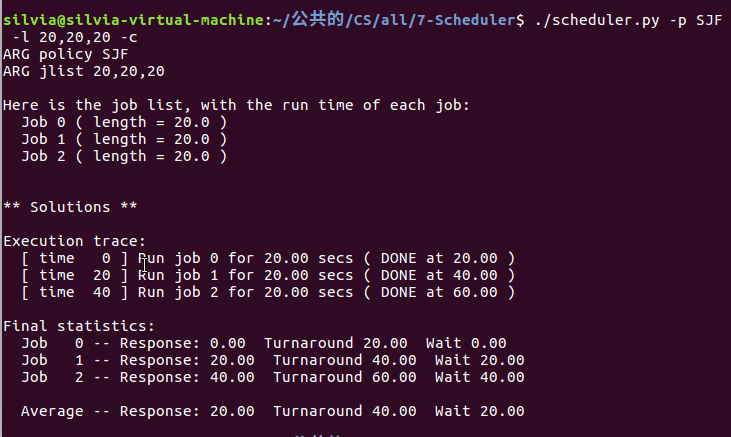 silvia@silvia-virtual-machine:~/公共的/CS/all/7-Scheduler$ ./scheduler.py -p SJF
 -l 20,20,20 -c
ARG policy SJF
ARG jlist 20,20,20

Here is the job list, with the run time of each job:
  Job 0 ( length = 20.0 )
  Job 1 ( length = 20.0 )
  Job 2 ( length = 20.0 )


** Solutions **

Execution trace:
  [ time   0 ] Run job 0 for 20.00 secs ( DONE at 20.00 )
  [ time  20 ] Run job 1 for 20.00 secs ( DONE at 40.00 )
  [ time  40 ] Run job 2 for 20.00 secs ( DONE at 60.00 )

Final statistics:
  Job   0 -- Response: 0.00  Turnaround 20.00  Wait 0.00
  Job   1 -- Response: 20.00  Turnaround 40.00  Wait 20.00
  Job   2 -- Response: 40.00  Turnaround 60.00  Wait 40.00

  Average -- Response: 20.00  Turnaround 40.00  Wait 20.00